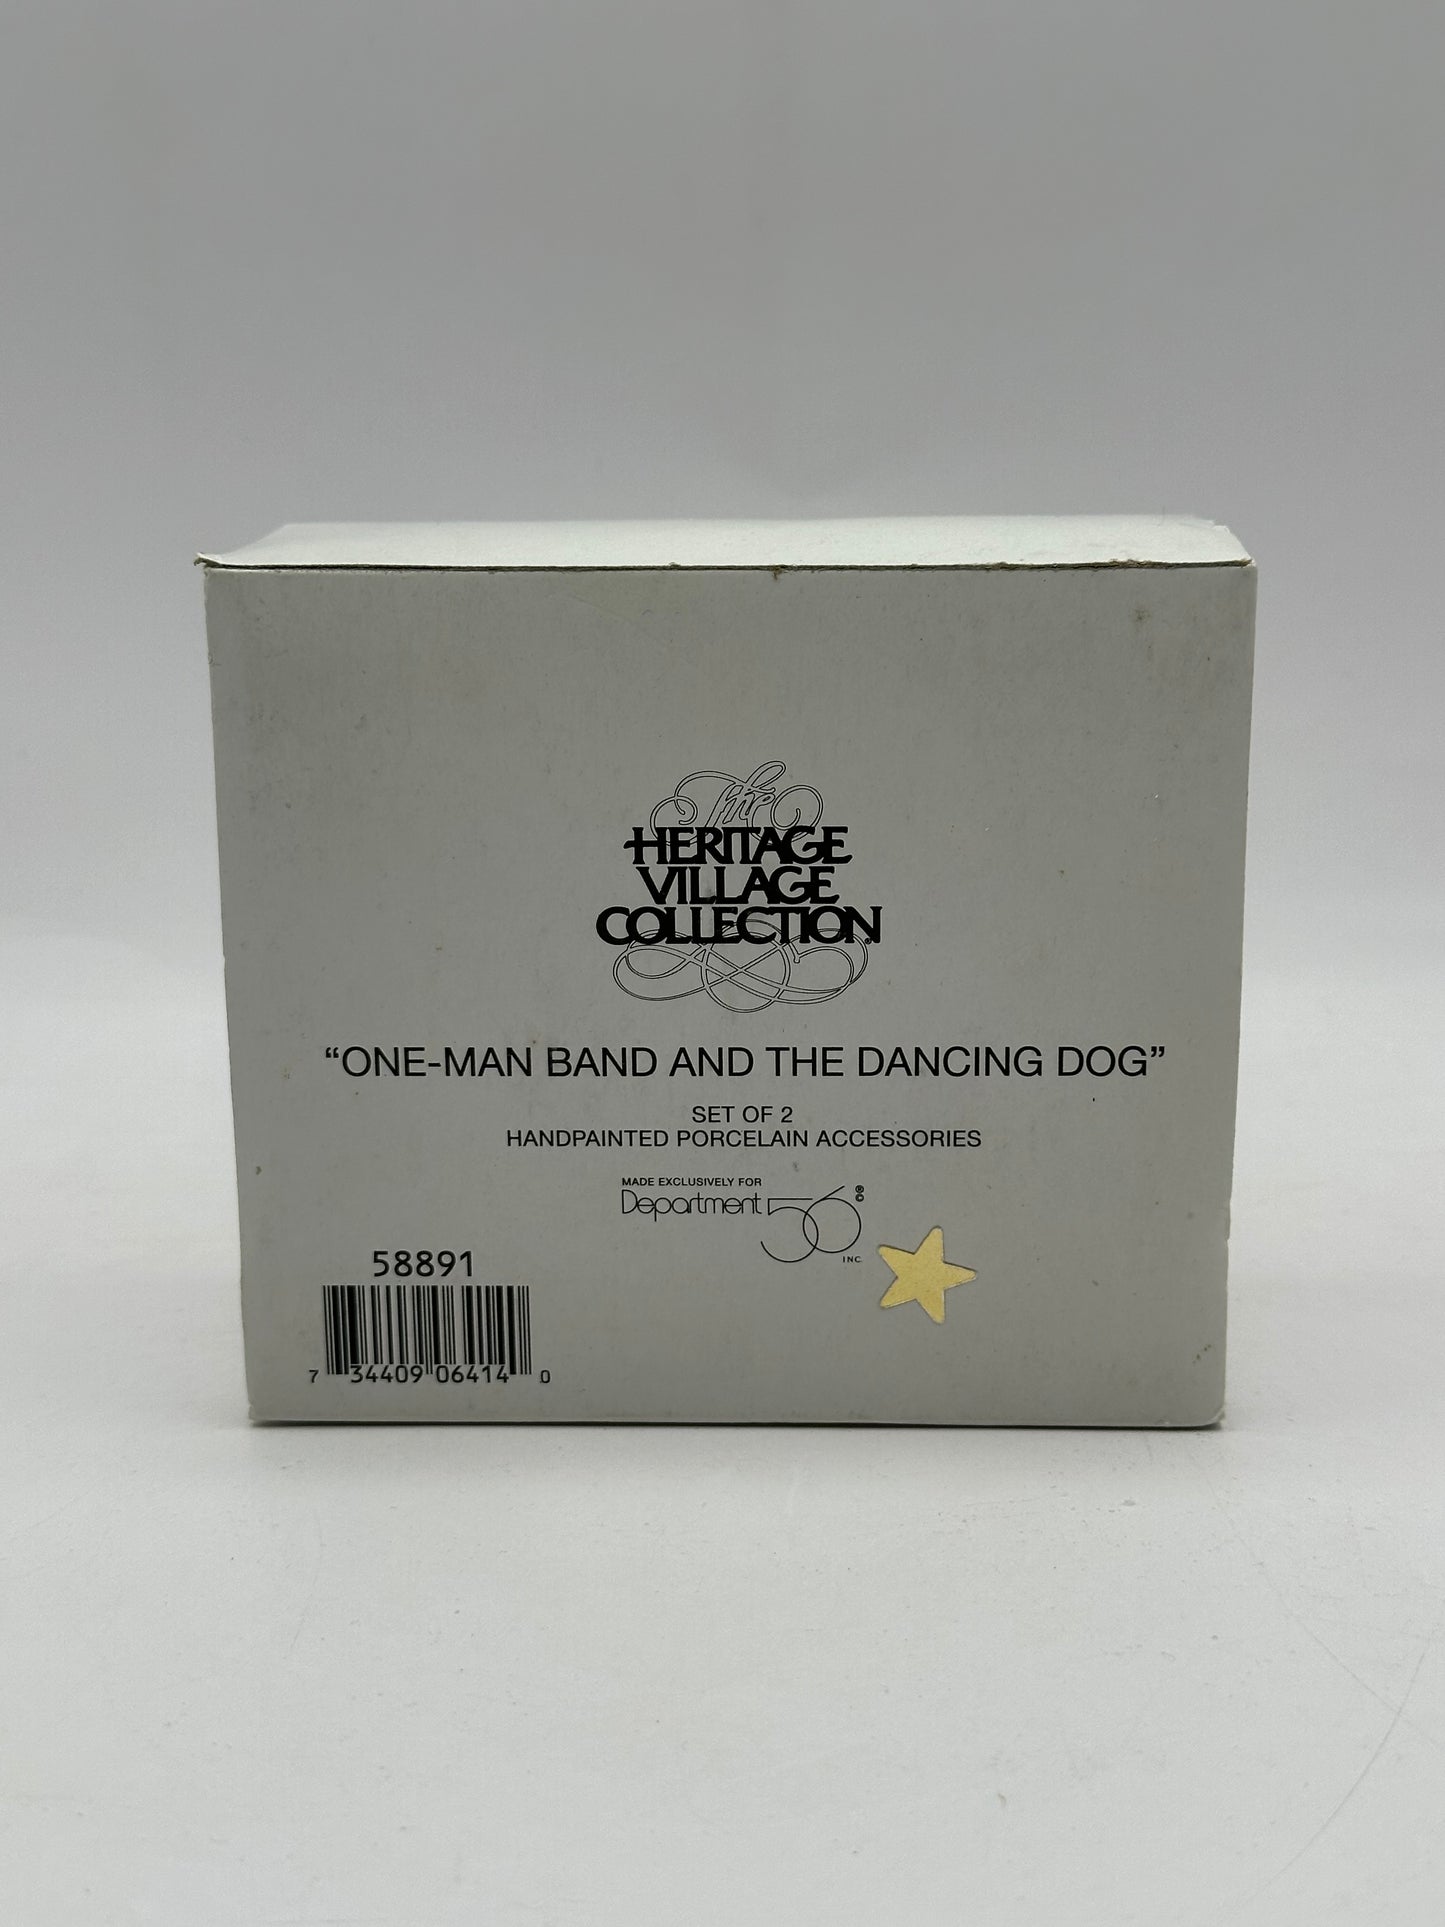 The
HERITAGE
VILLAGE
COLLECTION®
“ONE-MAN BAND AND THE DANCING DOG”
SET OF 2
HANDPAINTED PORCELAIN ACCESSORIES
MADE EXCLUSIVELY FOR
Department 56 ® ©
INC.
58891
7 34409 06414 0